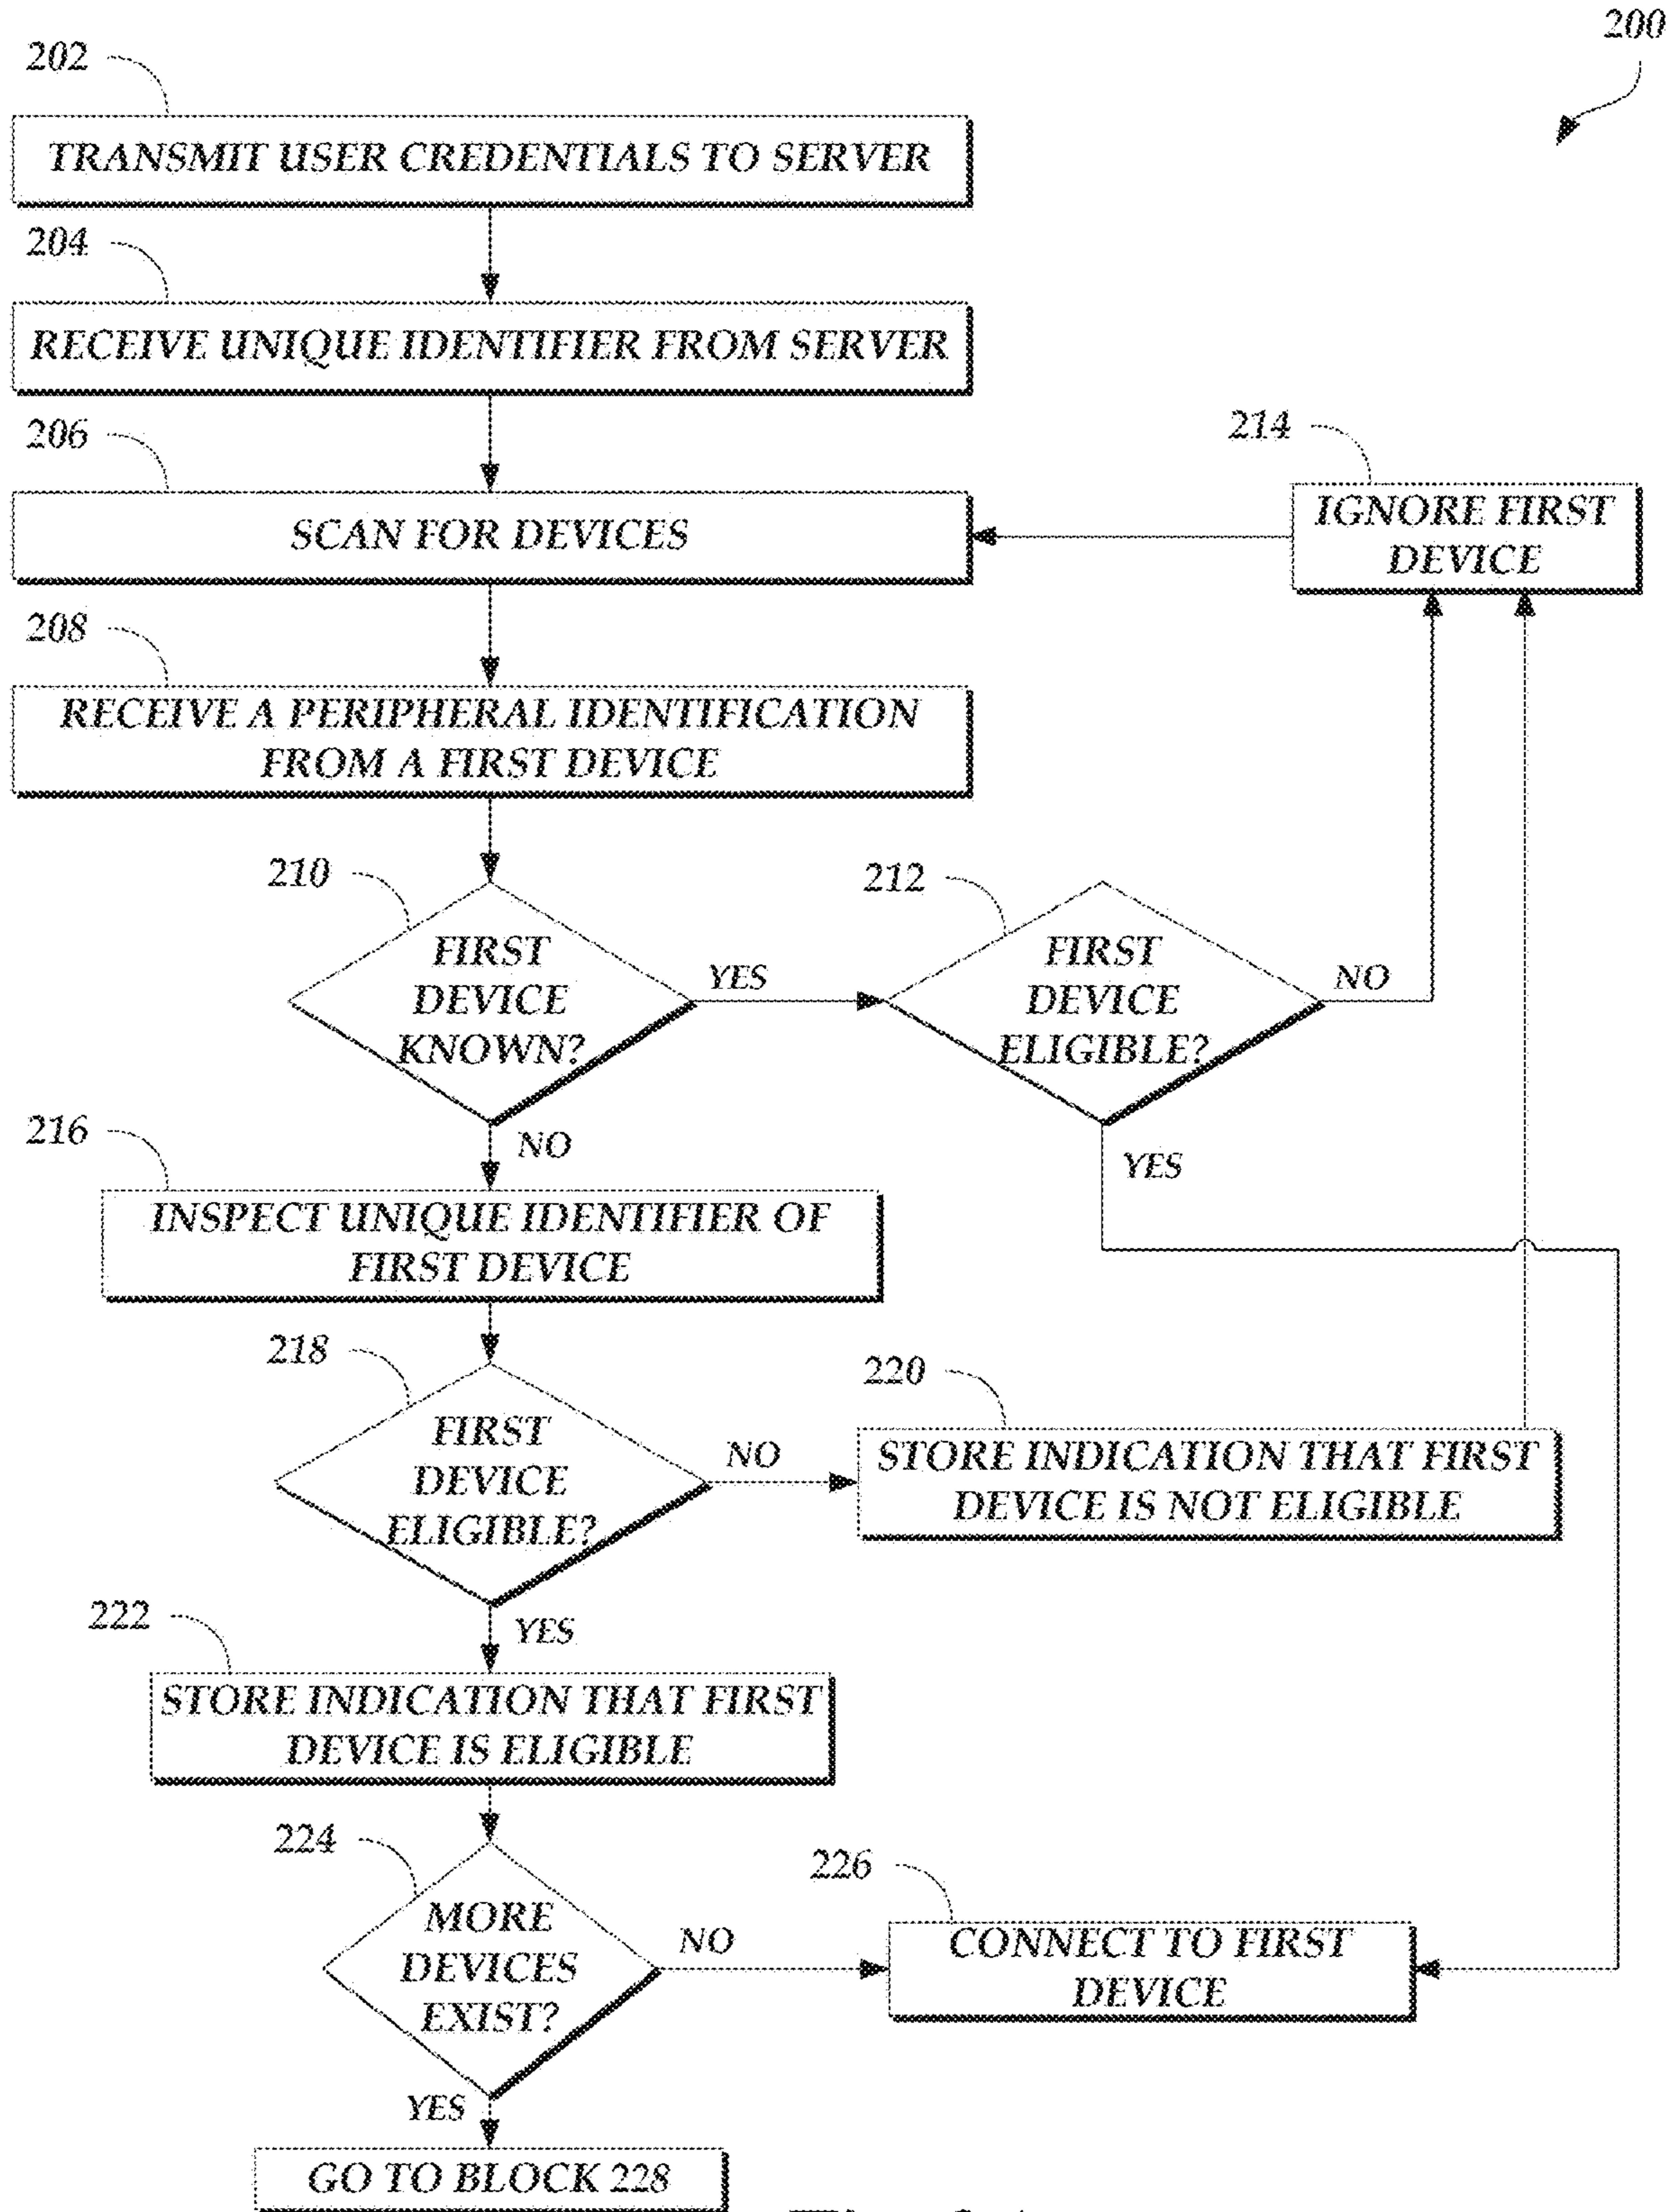 200
202
TRANSMIT USER CREDENTIALS TO SERVER
204
RECEIVE UNIQUE IDENTIFIER FROM SERVER
206
SCAN FOR DEVICES
214
IGNORE FIRST
DEVICE
208
RECEIVE A PERIPHERAL IDENTIFICATION
FROM A FIRST DEVICE
210
FIRST
DEVICE
KNOWN?
YES
212
FIRST
DEVICE
ELIGIBLE?
NO
NO
YES
216
INSPECT UNIQUE IDENTIFIER OF
FIRST DEVICE
218
FIRST
DEVICE
ELIGIBLE?
NO
220
STORE INDICATION THAT FIRST
DEVICE IS NOT ELIGIBLE
YES
222
STORE INDICATION THAT FIRST
DEVICE IS ELIGIBLE
224
MORE
DEVICES
EXIST?
NO
226
CONNECT TO FIRST
DEVICE
YES
GO TO BLOCK 228